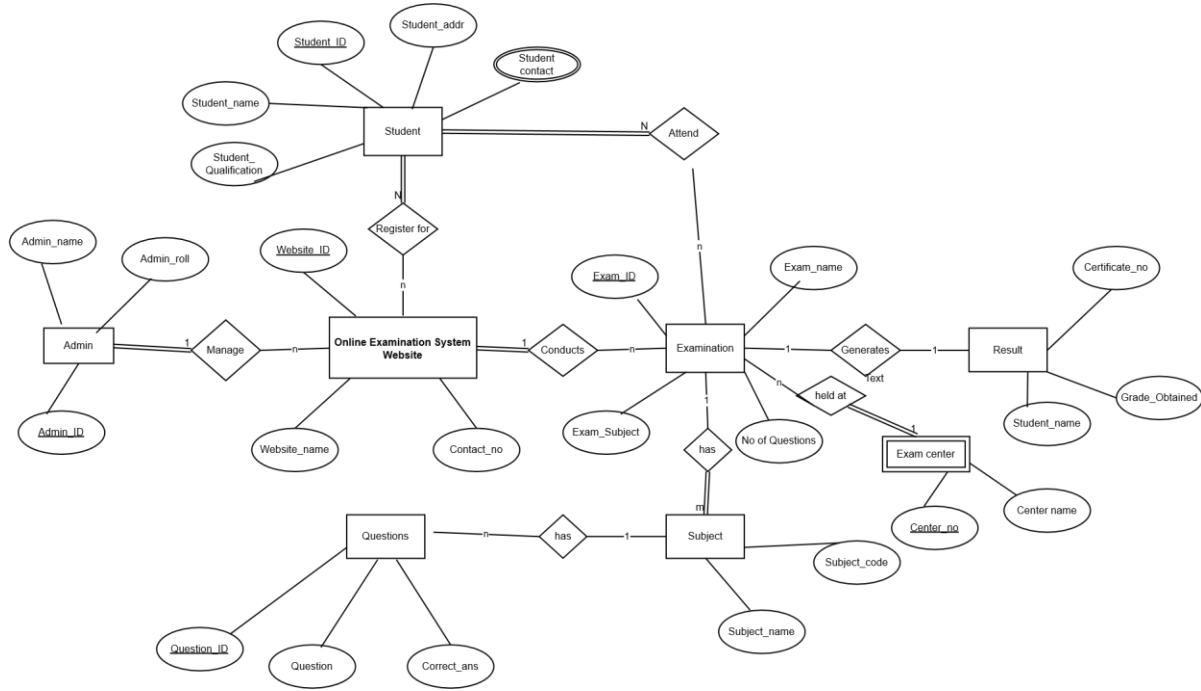 Student_addr
Student_ID
Student
contact
Student_name
Student
N
Attend
Student_
Qualification
N
Admin_name
Register for
Website_ID
Admin_roll
n
Exam_name
Exam_ID
Certificate_no
n
Admin
1
Manage
n
Online Examination System
Website
1
Conducts
n
Examination
1
Generates
1
Result
Text
n
held at
Grade_Obtained
Admin_ID
1
Student_name
Website_name
Contact_no
Exam_Subject
has
No of Questions
1
Exam center
m
Center_no
Center name
Questions
n
has
1
Subject
Subject_code
Subject_name
Question_ID
Question
Correct_ans